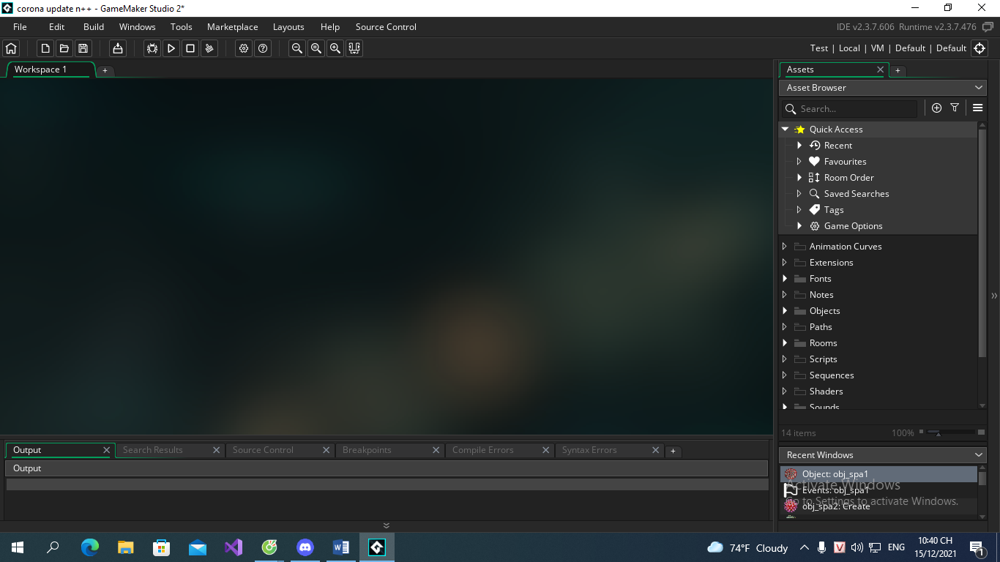 corona update n++ - GameMaker Studio 2*
File Edit Build Windows Tools Marketplace Layouts Help Source Control
IDE v2.3.7.606 Runtime v2.3.7.476
Test | Local | VM | Default | Default
Workspace 1 +
Assets +
Asset Browser
Search...
Quick Access
Recent
Favourites
Room Order
Saved Searches
Tags
Game Options
Animation Curves
Extensions
Fonts
Notes
Objects
Paths
Rooms
Scripts
Sequences
Shaders
Sounds
14 items 100%
Output Search Results Source Control Breakpoints Compile Errors Syntax Errors +
Output
Recent Windows
Object: obj_spa1
Events: obj_spa1
obj_spa2: Create
Activate Windows
Go to Settings to activate Windows.
74°F Cloudy
ENG
10:40 CH
15/12/2021
1